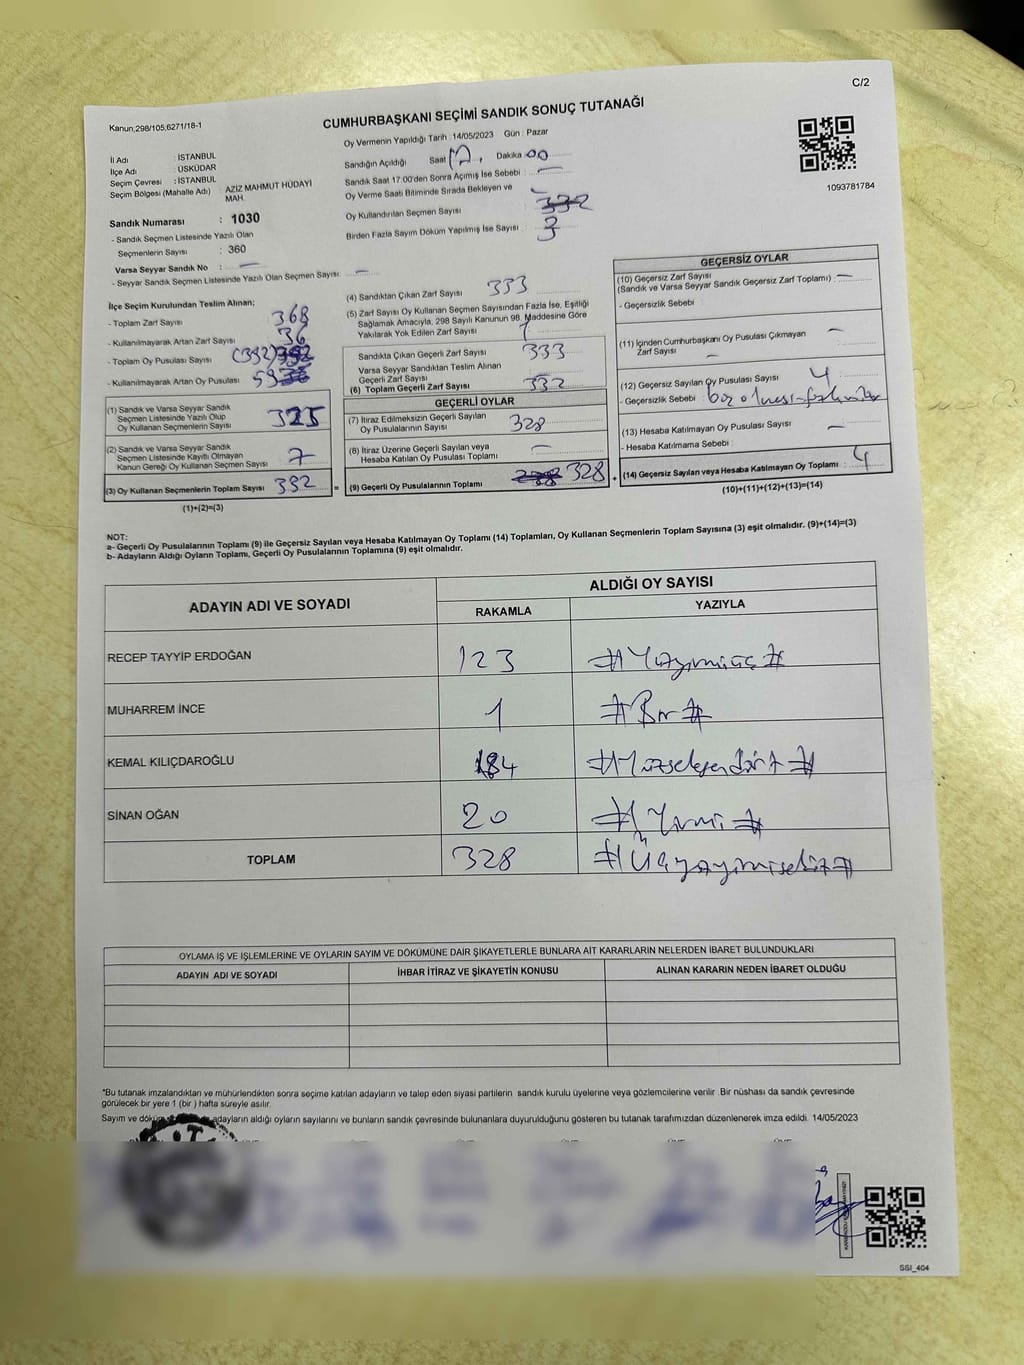 C/2
Kanun,298/105,6271/18-1
CUMHURBAŞKANI SEÇİMİ SANDIK SONUÇ TUTANAĞI
Oy Vermenin Yapıldığı Tarih : 14/05/2023 Gün : Pazar
İl Adı : İSTANBUL
İlçe Adı : ÜSKÜDAR
Seçim Çevresi : İSTANBUL
Seçim Bölgesi (Mahalle Adı) : AZİZ MAHMUT HÜDAYİ MAH.
Sandık Numarası : 1030
- Sandık Seçmen Listesinde Yazılı Olan
Seçmenlerin Sayısı : 360
Varsa Seyyar Sandık No : —
- Seyyar Sandık Seçmen Listesinde Yazılı Olan Seçmen Sayısı : —
Sandığın Açıldığı Saat Dakika 00
Sandık Saat 17:00'den Sonra Açımış İse Sebebi : —
Oy Verme Saati Bitiminde Sırada Bekleyen ve
Oy Kullandırılan Seçmen Sayısı :
Birden Fazla Sayım Döküm Yapılmış İse Sayısı : 3
1093781784
İlçe Seçim Kurulundan Teslim Alınan;
- Toplam Zarf Sayısı 368
- Kullanılmayarak Artan Zarf Sayısı 36
- Toplam Oy Pusulası Sayısı
- Kullanılmayarak Artan Oy Pusulası
(1) Sandık ve Varsa Seyyar Sandık
Seçmen Listesinde Yazılı Olup
Oy Kullanan Seçmenlerin Sayısı : 325
(2) Sandık ve Varsa Seyyar Sandık
Seçmen Listesinde Kayıtlı Olmayan
Kanun Gereği Oy Kullanan Seçmen Sayısı : 7
(3) Oy Kullanan Seçmenlerin Toplam Sayısı : 332
(1)+(2)=(3)
(4) Sandıktan Çıkan Zarf Sayısı : 333
(5) Zarf Sayısı Oy Kullanan Seçmen Sayısından Fazla İse, Eşitliği
Sağlamak Amacıyla, 298 Sayılı Kanunun 98. Maddesine Göre
Yakılarak Yok Edilen Zarf Sayısı : 1
Sandıkta Çıkan Geçerli Zarf Sayısı : 333
Varsa Seyyar Sandıktan Teslim Alınan
Geçerli Zarf Sayısı :
(6) Toplam Geçerli Zarf Sayısı : 332
GEÇERLİ OYLAR
(7) İtiraz Edilmeksizin Geçerli Sayılan
Oy Pusulalarının Sayısı : 328
(8) İtiraz Üzerine Geçerli Sayılan veya
Hesaba Katılan Oy Pusulası Toplamı : —
(9) Geçerli Oy Pusulalarının Toplamı : 328
GEÇERSİZ OYLAR
(10) Geçersiz Zarf Sayısı : —
(Sandık ve Varsa Seyyar Sandık Geçersiz Zarf Toplamı)
- Geçersizlik Sebebi :
(11) İçinden Cumhurbaşkanı Oy Pusulası Çıkmayan
Zarf Sayısı : —
(12) Geçersiz Sayılan Oy Pusulası Sayısı : 4
- Geçersizlik Sebebi :
(13) Hesaba Katılmayan Oy Pusulası Sayısı : —
- Hesaba Katılmama Sebebi :
(14) Geçersiz Sayılan veya Hesaba Katılmayan Oy Toplamı : 4
(10)+(11)+(12)+(13)=(14)
NOT:
a- Geçerli Oy Pusulalarının Toplamı (9) ile Geçersiz Sayılan veya Hesaba Katılmayan Oy Toplamı (14) Toplamları, Oy Kullanan Seçmenlerin Toplam Sayısına (3) eşit olmalıdır. (9)+(14)=(3)
b- Adayların Aldığı Oyların Toplamı, Geçerli Oy Pusulalarının Toplamına (9) eşit olmalıdır.
ADAYIN ADI VE SOYADI
ALDIĞI OY SAYISI
RAKAMLA YAZIYLA
RECEP TAYYİP ERDOĞAN 123 #Yüzyirmiüç#
MUHARREM İNCE 1 #Bir#
KEMAL KILIÇDAROĞLU 184 #Yüzseksendört#
SİNAN OĞAN 20 #Yirmi#
TOPLAM 328 #Üçyüzyirmisekiz#
OYLAMA İŞ VE İŞLEMLERİNE VE OYLARIN SAYIM VE DÖKÜMÜNE DAİR ŞİKAYETLERLE BUNLARA AİT KARARLARIN NELERDEN İBARET BULUNDUKLARI
ADAYIN ADI VE SOYADI İHBAR İTİRAZ VE ŞİKAYETİN KONUSU ALINAN KARARIN NEDEN İBARET OLDUĞU
*Bu tutanak imzalandıktan ve mühürlendikten sonra seçime katılan adayların ve talep eden siyasi partilerin sandık kurulu üyelerine veya gözlemcilerine verilir. Bir nüshası da sandık çevresinde
görülecek bir yere 1 (bir ) hafta süreyle asılır.
Sayım ve döküm adayların aldığı oyların sayılarını ve bunların sandık çevresinde bulunanlara duyurulduğunu gösteren bu tutanak tarafımızdan düzenlenerek imza edildi. 14/05/2023
SSI_404